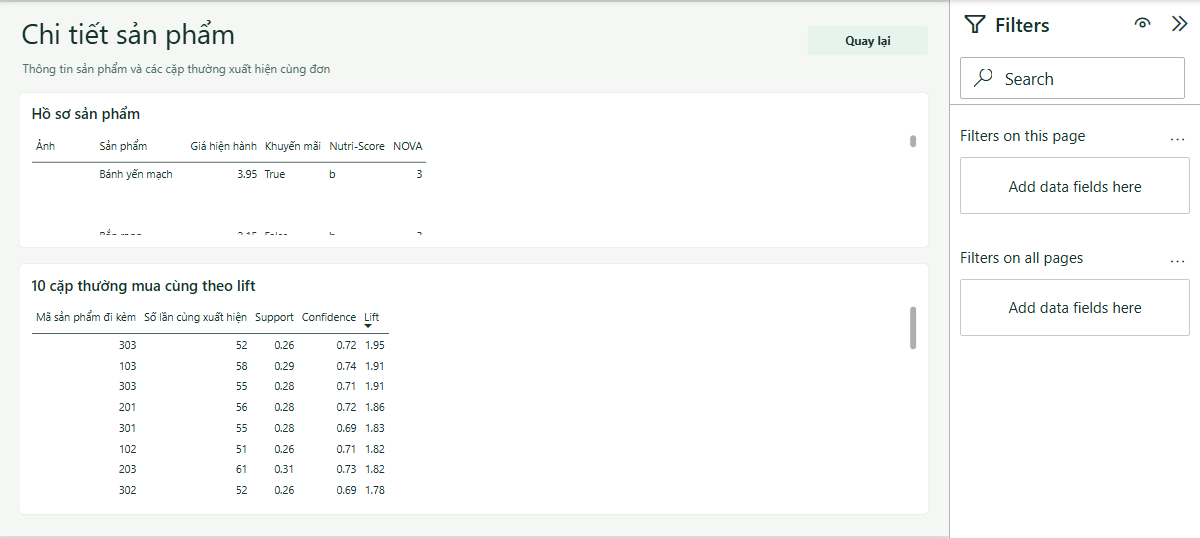 Chi tiết sản phẩm
Quay lại
Thông tin sản phẩm và các cặp thường xuất hiện cùng đơn
Hồ sơ sản phẩm
Ảnh Sản phẩm Giá hiện hành Khuyến mãi Nutri-Score NOVA
Bánh yến mạch 3.95 True b 3
10 cặp thường mua cùng theo lift
Mã sản phẩm đi kèm Số lần cùng xuất hiện Support Confidence Lift
303 52 0.26 0.72 1.95
103 58 0.29 0.74 1.91
303 55 0.28 0.71 1.91
201 56 0.28 0.72 1.86
301 55 0.28 0.69 1.83
102 51 0.26 0.71 1.82
203 61 0.31 0.73 1.82
302 52 0.26 0.69 1.78
Filters
Search
Filters on this page ...
Add data fields here
Filters on all pages ...
Add data fields here